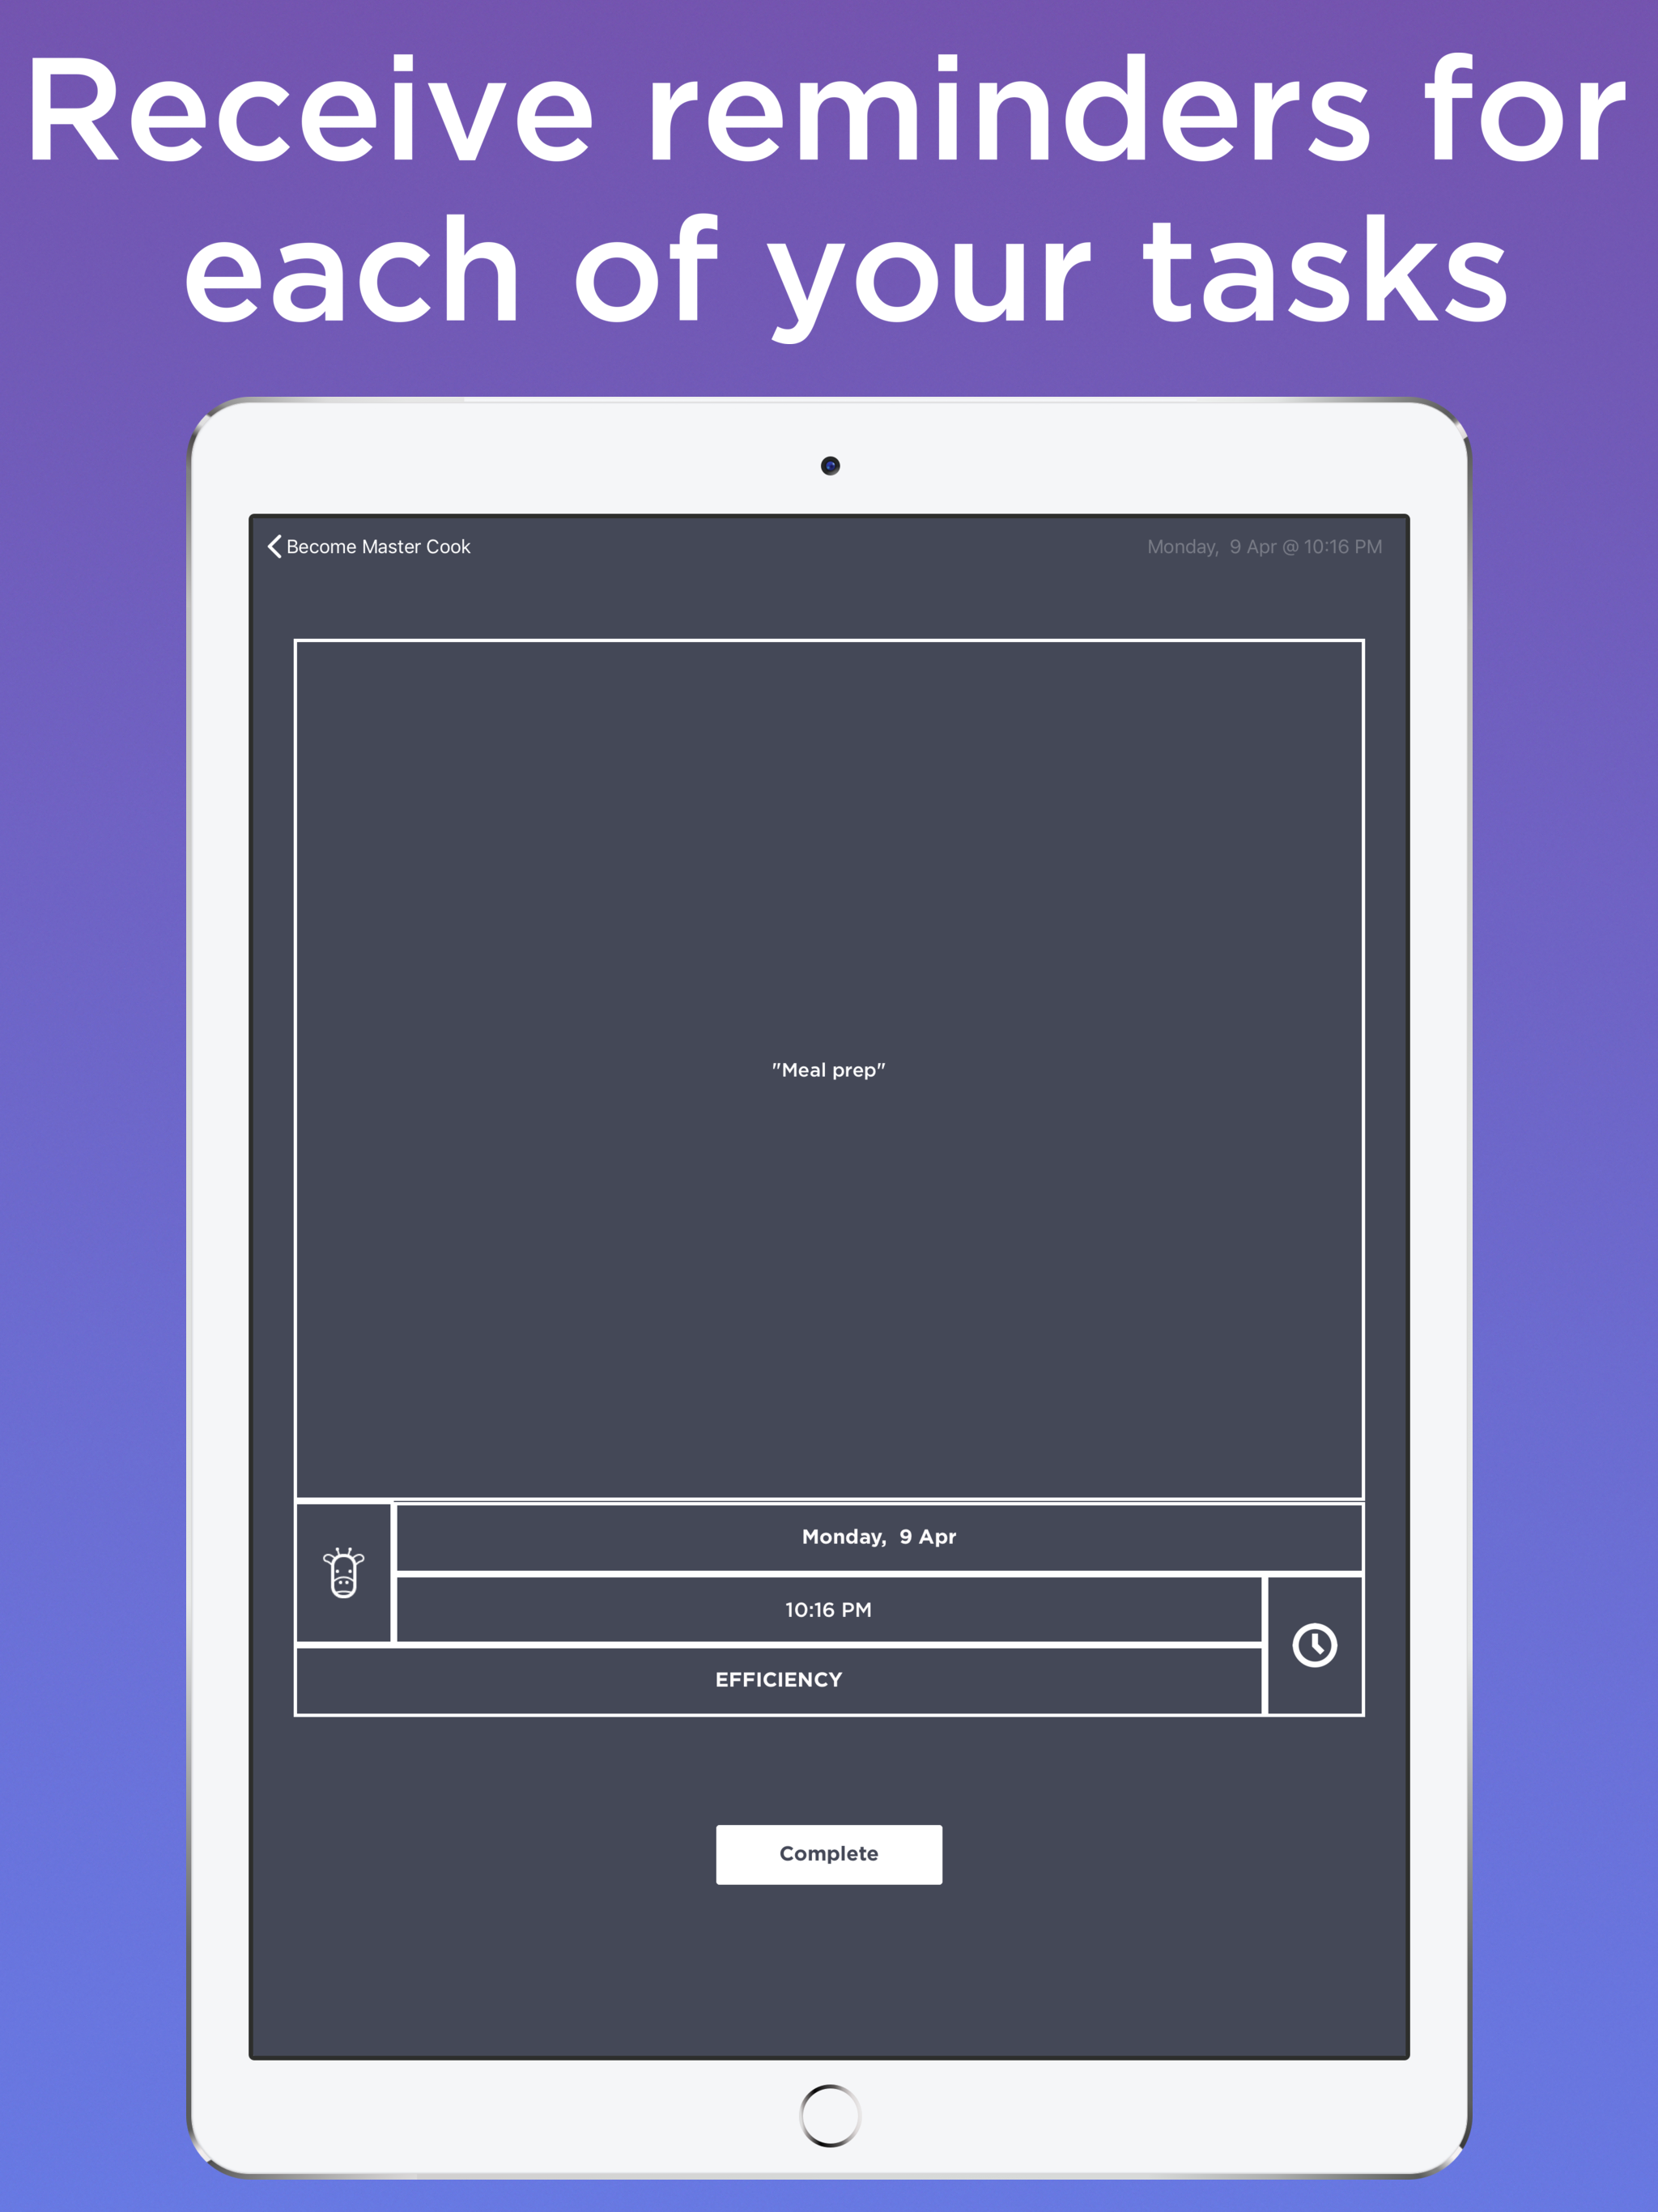 Receive reminders for
each of your tasks
Become Master Cook
Monday,  9 Apr @ 10:16 PM
"Meal prep"
Monday,  9 Apr
10:16 PM
EFFICIENCY
Complete